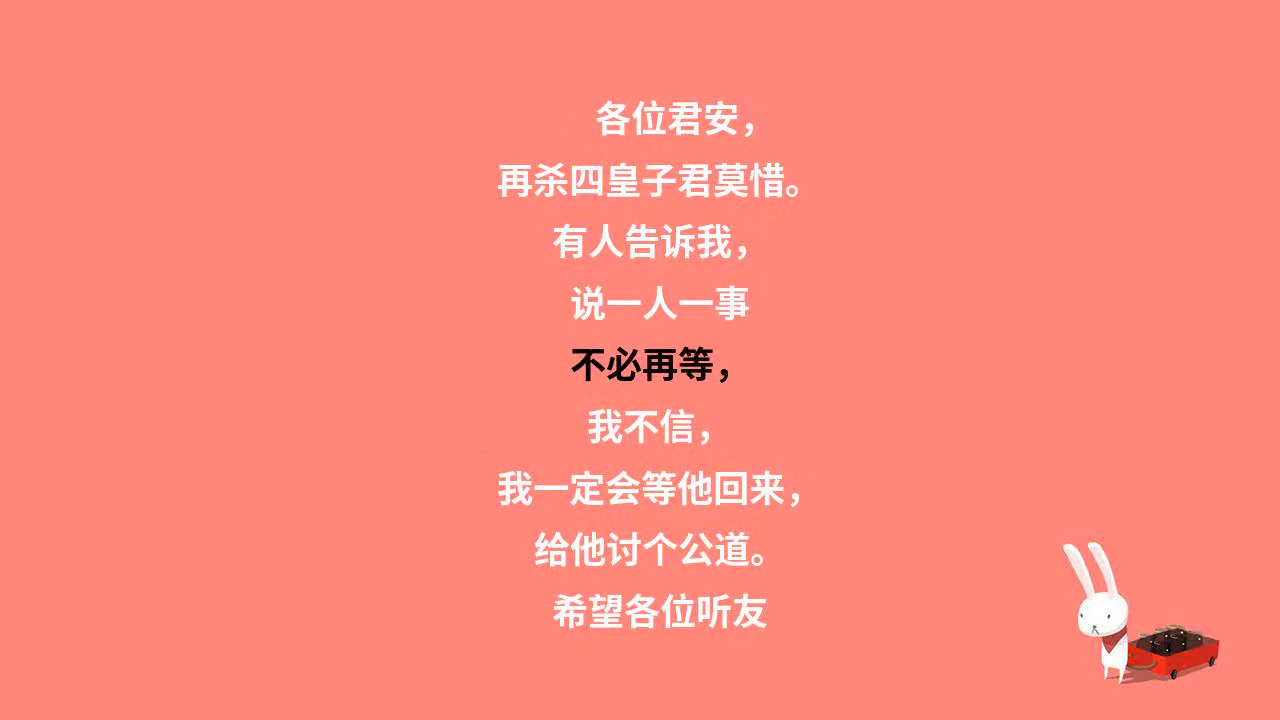 各位君安，
再杀四皇子君莫惜。
有人告诉我，
说一人一事
不必再等，
我不信，
我一定会等他回来，
给他讨个公道。
希望各位听友